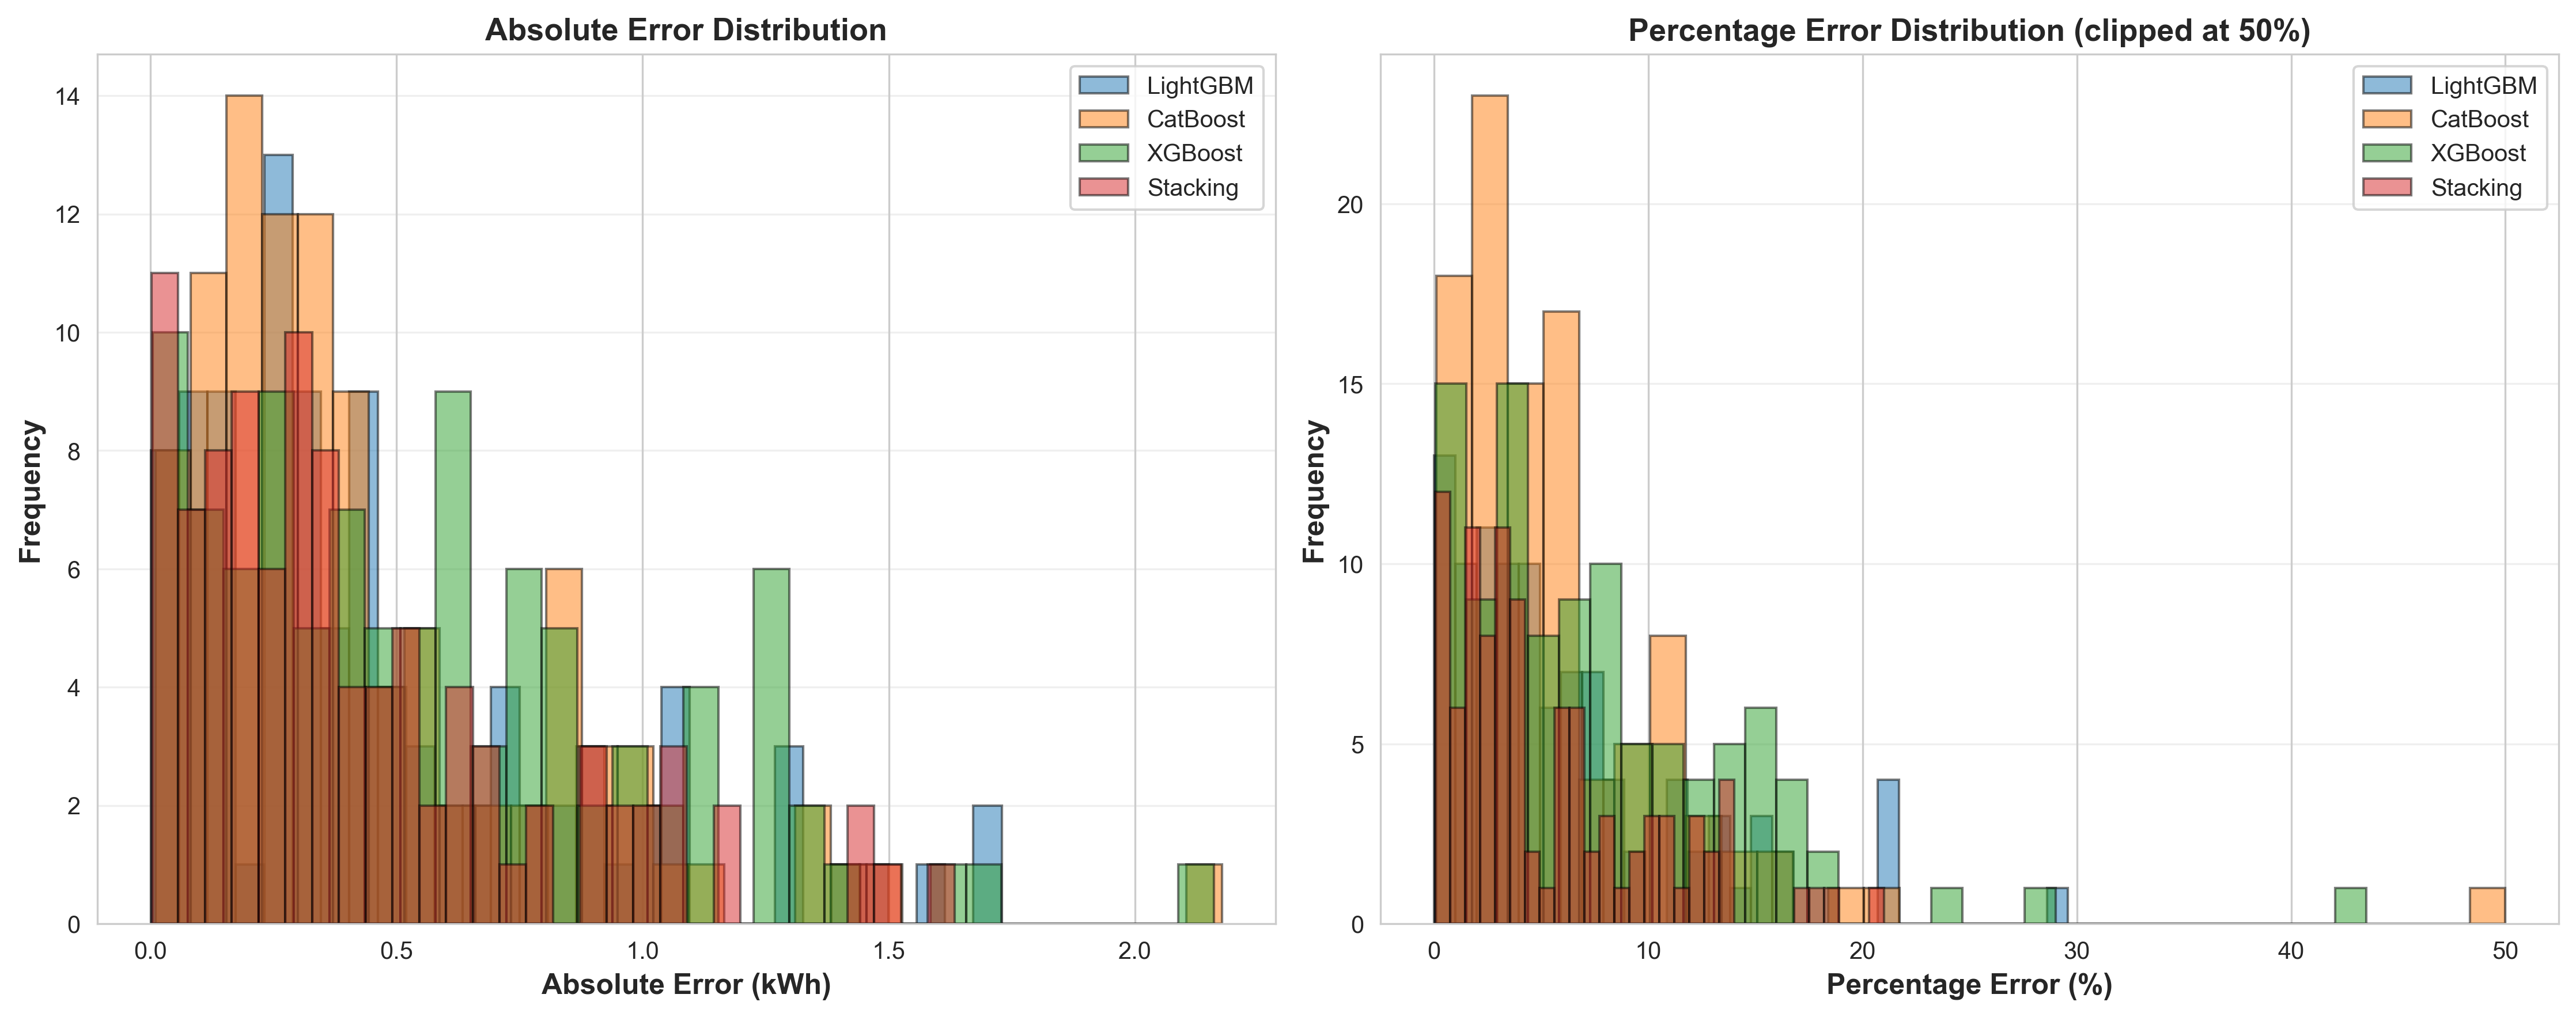 Absolute Error Distribution
14
12
10
8
6
4
2
0
Frequency
0.0 0.5 1.0 1.5 2.0
Absolute Error (kWh)
LightGBM
CatBoost
XGBoost
Stacking
Percentage Error Distribution (clipped at 50%)
20
15
10
5
0
Frequency
0 10 20 30 40 50
Percentage Error (%)
LightGBM
CatBoost
XGBoost
Stacking